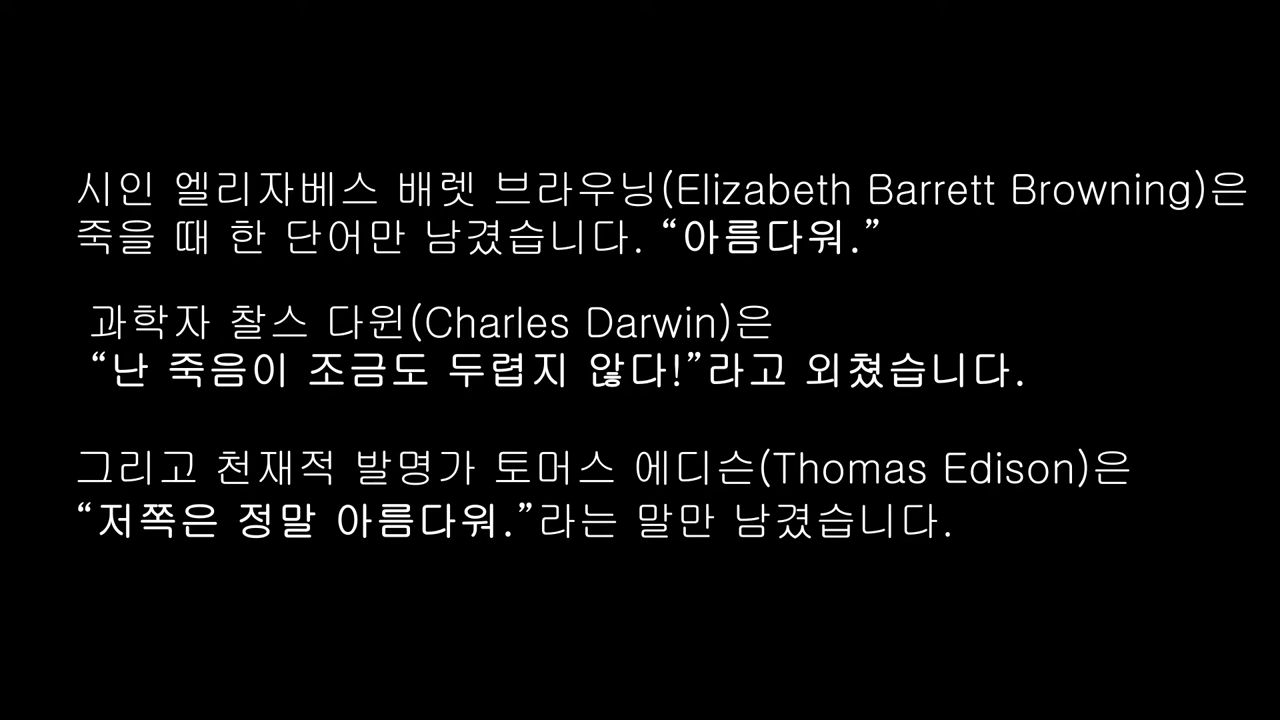 시인 엘리자베스 배렛 브라우닝(Elizabeth Barrett Browning)은
죽을 때 한 단어만 남겼습니다. “아름다워.”
과학자 찰스 다윈(Charles Darwin)은
“난 죽음이 조금도 두렵지 않다!”라고 외쳤습니다.
그리고 천재적 발명가 토머스 에디슨(Thomas Edison)은
“저쪽은 정말 아름다워.”라는 말만 남겼습니다.